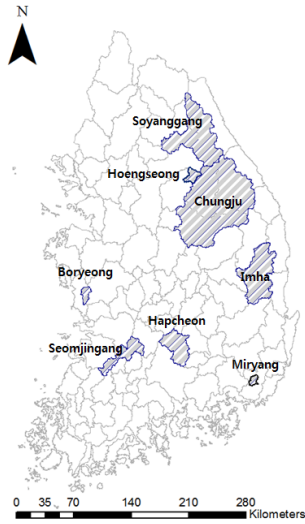 N
Soyanggang
Hoengseong
Chungju
Imha
Boryeong
Hapcheon
Seomjingang
Miryang
0 35 70 140 210 280
Kilometers